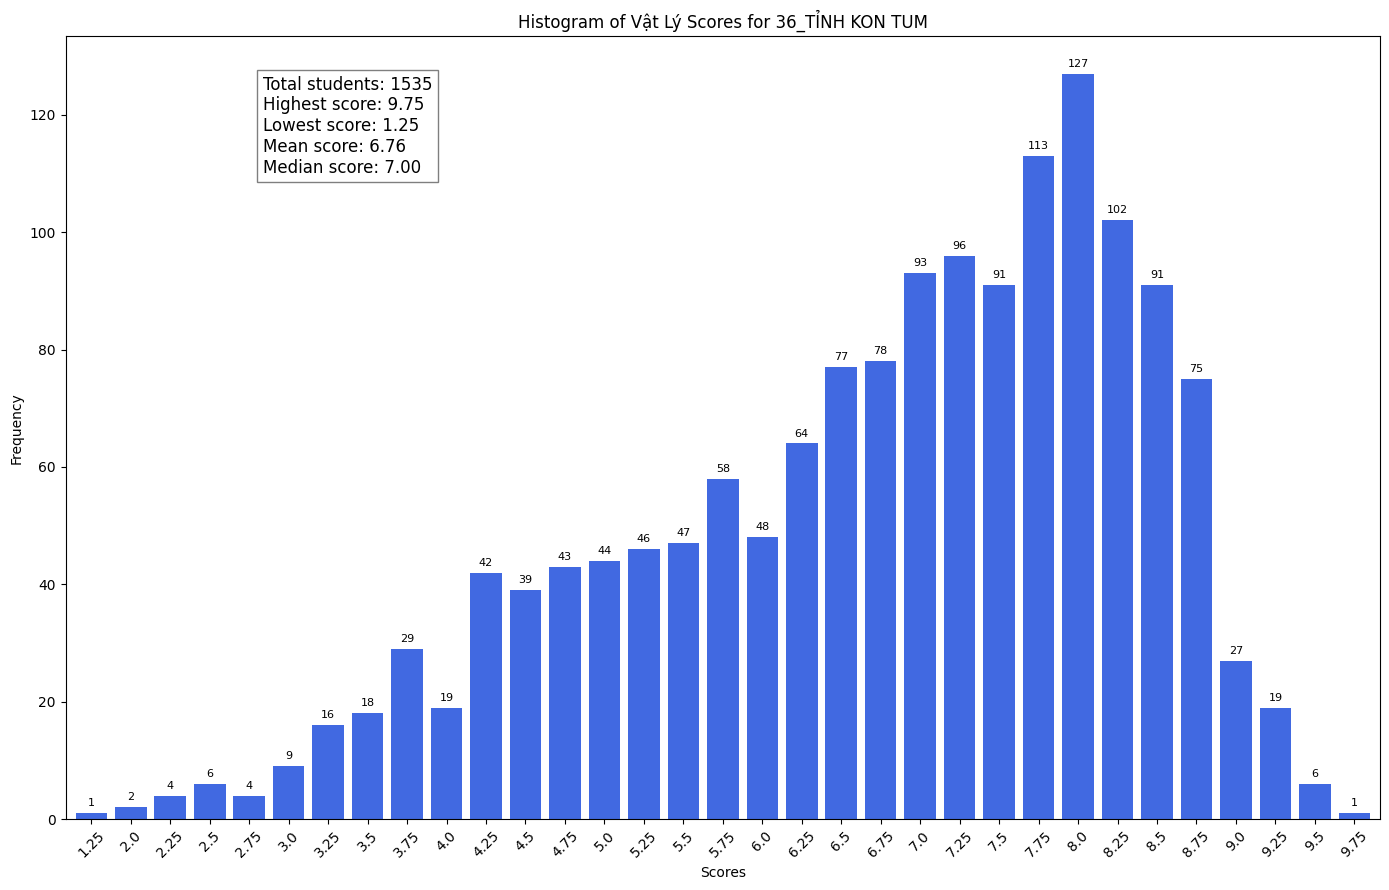 Histogram of Vật Lý Scores for 36_TỈNH KON TUM
Total students: 1535
Highest score: 9.75
Lowest score: 1.25
Mean score: 6.76
Median score: 7.00
Frequency
120
100
80
60
40
20
0
1 2 4 6 4 9 16 18 29 19 42 39 43 44 46 47 58 48 64 77 78 93 96 91 113 127 102 91 75 27 19 6 1
1.25 2.0 2.25 2.5 2.75 3.0 3.25 3.5 3.75 4.0 4.25 4.5 4.75 5.0 5.25 5.5 5.75 6.0 6.25 6.5 6.75 7.0 7.25 7.5 7.75 8.0 8.25 8.5 8.75 9.0 9.25 9.5 9.75
Scores